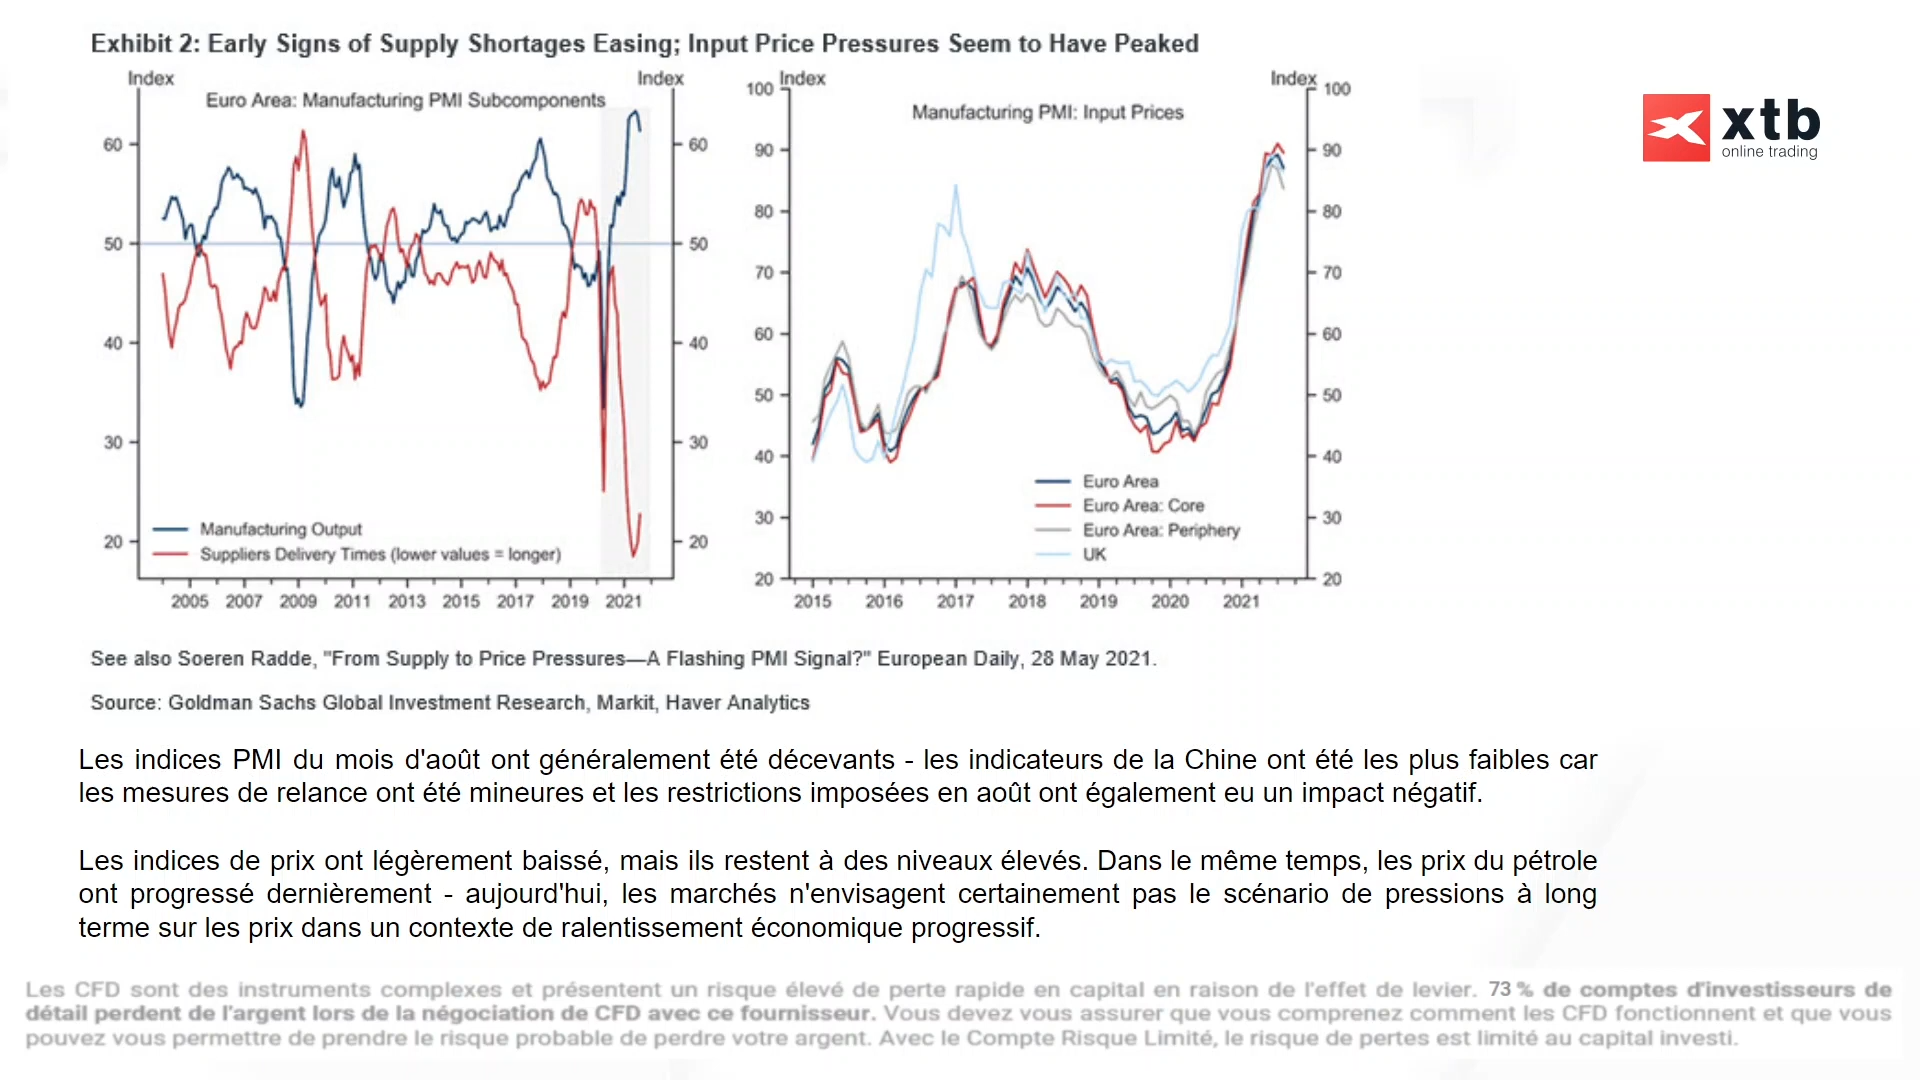 Exhibit 2: Early Signs of Supply Shortages Easing; Input Price Pressures Seem to Have Peaked
Index
Index
Euro Area: Manufacturing PMI Subcomponents
60
50
40
30
20
60
50
40
30
20
Manufacturing Output
Suppliers Delivery Times (lower values = longer)
2005 2007 2009 2011 2013 2015 2017 2019 2021
Index
Index
Manufacturing PMI: Input Prices
100
90
80
70
60
50
40
30
20
100
90
80
70
60
50
40
30
20
Euro Area
Euro Area: Core
Euro Area: Periphery
UK
2015 2016 2017 2018 2019 2020 2021
xtb
online trading
See also Soeren Radde, "From Supply to Price Pressures—A Flashing PMI Signal?" European Daily, 28 May 2021.
Source: Goldman Sachs Global Investment Research, Markit, Haver Analytics
Les indices PMI du mois d'août ont généralement été décevants - les indicateurs de la Chine ont été les plus faibles car
les mesures de relance ont été mineures et les restrictions imposées en août ont également eu un impact négatif.
Les indices de prix ont légèrement baissé, mais ils restent à des niveaux élevés. Dans le même temps, les prix du pétrole
ont progressé dernièrement - aujourd'hui, les marchés n'envisagent certainement pas le scénario de pressions à long
terme sur les prix dans un contexte de ralentissement économique progressif.
Les CFD sont des instruments complexes et présentent un risque élevé de perte rapide en capital en raison de l'effet de levier. 73 % de comptes d'investisseurs de
détail perdent de l'argent lors de la négociation de CFD avec ce fournisseur. Vous devez vous assurer que vous comprenez comment les CFD fonctionnent et que vous
pouvez vous permettre de prendre le risque probable de perdre votre argent. Avec le Compte Risque Limité, le risque de pertes est limité au capital investi.